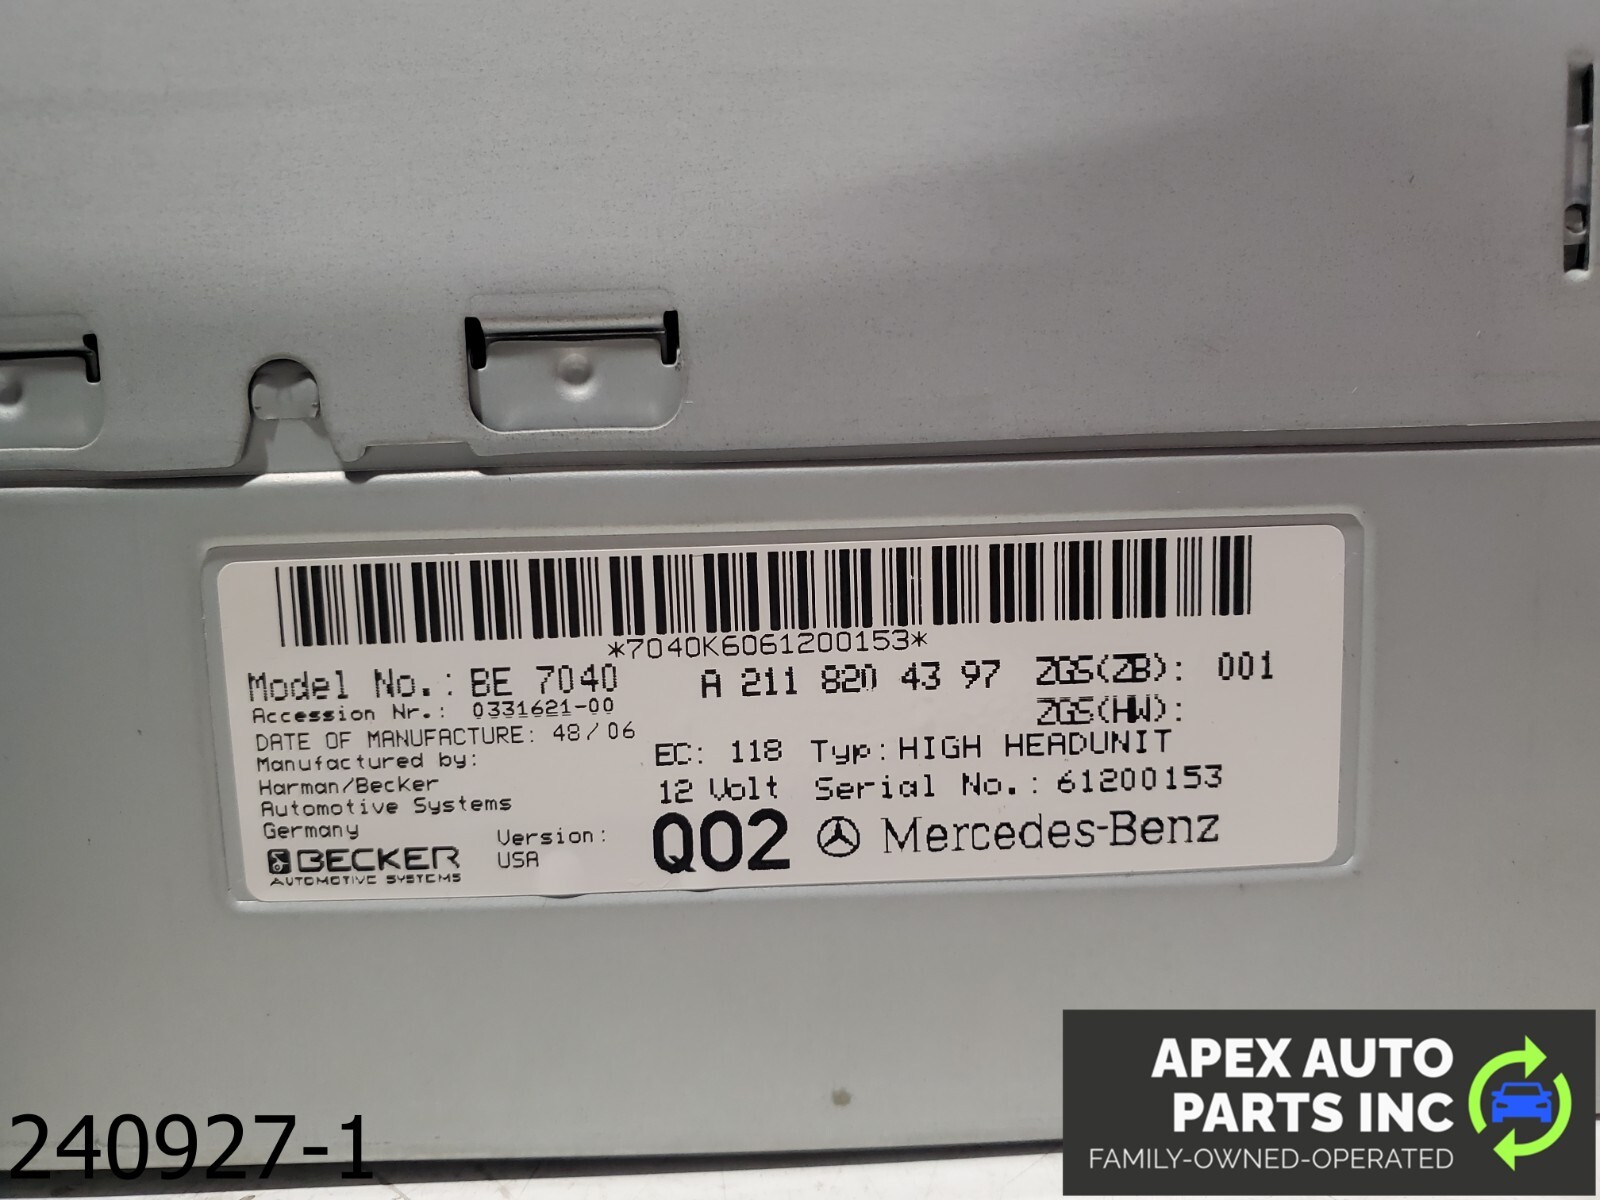 *7040K6061200153*
Model No.: BE 7040 A 211 820 43 97 ZGS(ZB): 001
Accession Nr.: 0331621-00 ZGS(HW):
DATE OF MANUFACTURE: 48/06 EC: 118 Typ: HIGH HEADUNIT
Manufactured by:
Harman/Becker 12 Volt Serial No.: 61200153
Automotive Systems
Germany Version: Q02 Mercedes-Benz
BECKER USA
AUTOMOTIVE SYSTEMS
APEX AUTO
PARTS INC
FAMILY-OWNED-OPERATED
240927-1